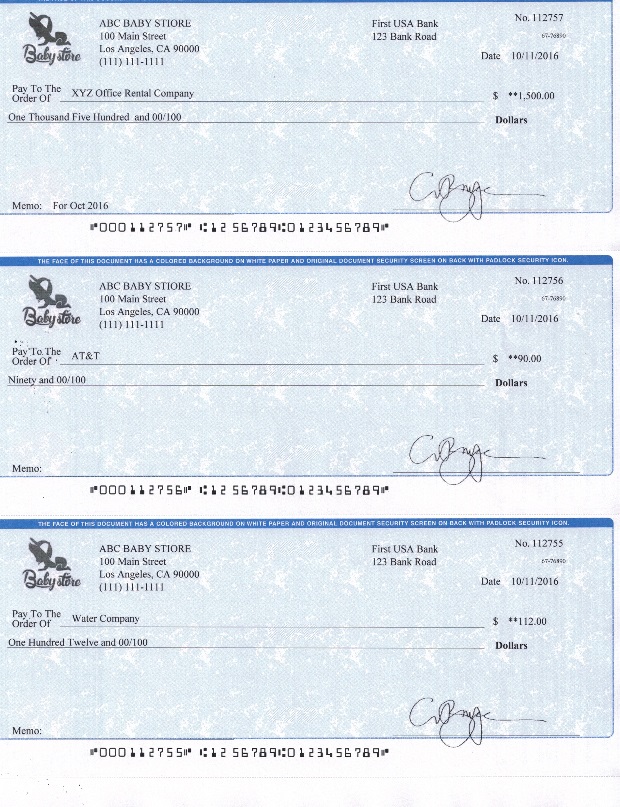 ABC BABY STIORE
100 Main Street
Los Angeles, CA 90000
(111) 111-1111
Baby store
First USA Bank
123 Bank Road
No. 112757
67-76890
Date 10/11/2016
Pay To The
Order Of XYZ Office Rental Company
$ **1,500.00
One Thousand Five Hundred and 00/100
Dollars
Memo: For Oct 2016
⑈000112757⑈ ⑆12 56789⑆0123456789⑈
THE FACE OF THIS DOCUMENT HAS A COLORED BACKGROUND ON WHITE PAPER AND ORIGINAL DOCUMENT SECURITY SCREEN ON BACK WITH PADLOCK SECURITY ICON.
ABC BABY STIORE
100 Main Street
Los Angeles, CA 90000
(111) 111-1111
Baby store
First USA Bank
123 Bank Road
No. 112756
67-76890
Date 10/11/2016
Pay To The
Order Of AT&T
$ **90.00
Ninety and 00/100
Dollars
Memo:
⑈000112756⑈ ⑆12 56789⑆0123456789⑈
THE FACE OF THIS DOCUMENT HAS A COLORED BACKGROUND ON WHITE PAPER AND ORIGINAL DOCUMENT SECURITY SCREEN ON BACK WITH PADLOCK SECURITY ICON.
ABC BABY STIORE
100 Main Street
Los Angeles, CA 90000
(111) 111-1111
Baby store
First USA Bank
123 Bank Road
No. 112755
67-76890
Date 10/11/2016
Pay To The
Order Of Water Company
$ **112.00
One Hundred Twelve and 00/100
Dollars
Memo:
⑈000112755⑈ ⑆12 56789⑆0123456789⑈